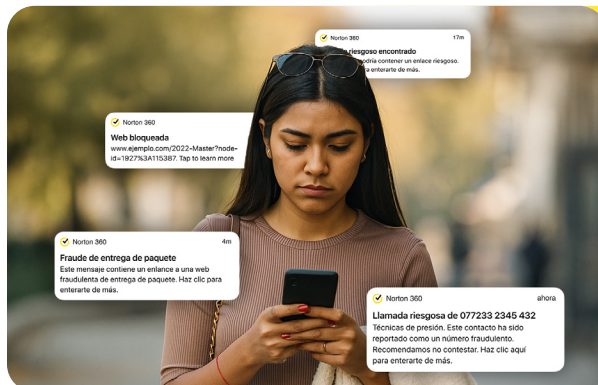 Norton 360 17m
riesgoso encontrado
podría contener un enlace riesgoso.
para enterarte de más.
Norton 360
Web bloqueada
www.ejemplo.com/2022-Master?node-
id=1927%3A115387. Tap to learn more
Norton 360 4m
Fraude de entrega de paquete
Este mensaje contiene un enlance a una web
fraudulenta de entrega de paquete. Haz clic para
enterarte de más.
Norton 360 ahora
Llamada riesgosa de 077233 2345 432
Técnicas de presión. Este contacto ha sido
reportado como un número fraudulento.
Recomendamos no contestar. Haz clic aquí
para enterarte de más.